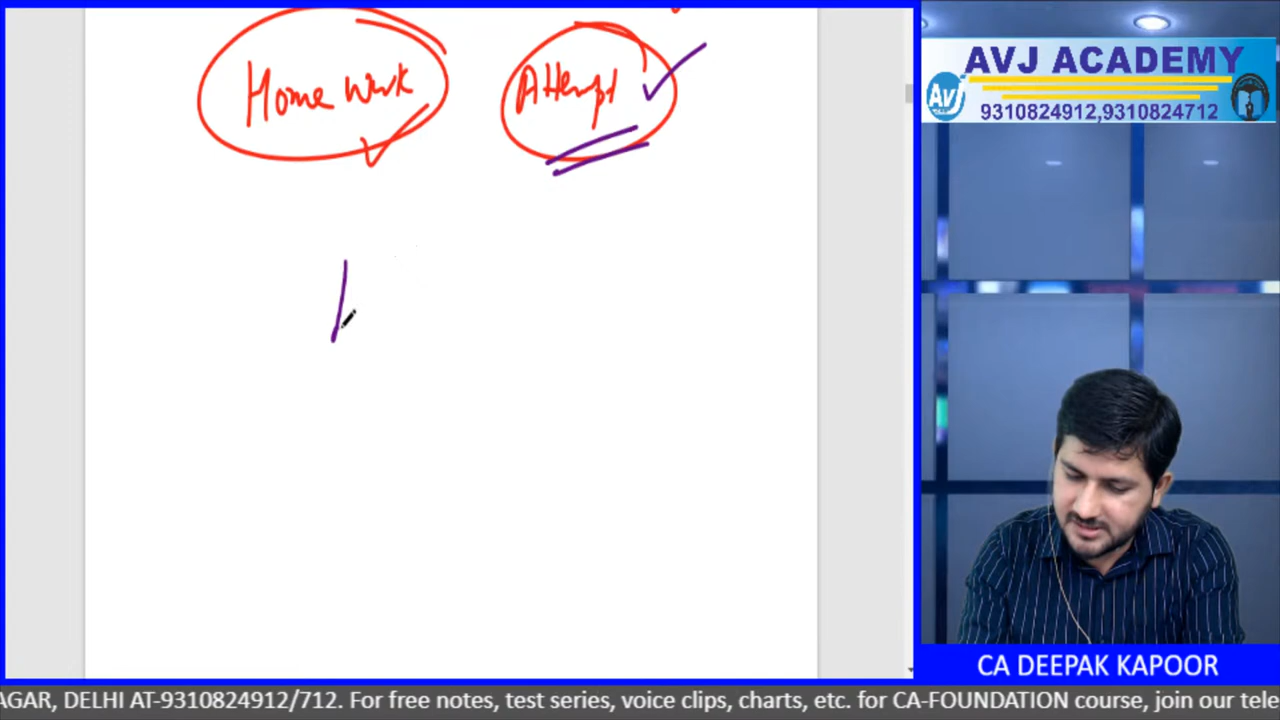 Home Work
Attempt
AVJ ACADEMY
AVJ
9310824912,9310824712
CA DEEPAK KAPOOR
AGAR, DELHI AT-9310824912/712. For free notes, test series, voice clips, charts, etc. for CA-FOUNDATION course, join our tele